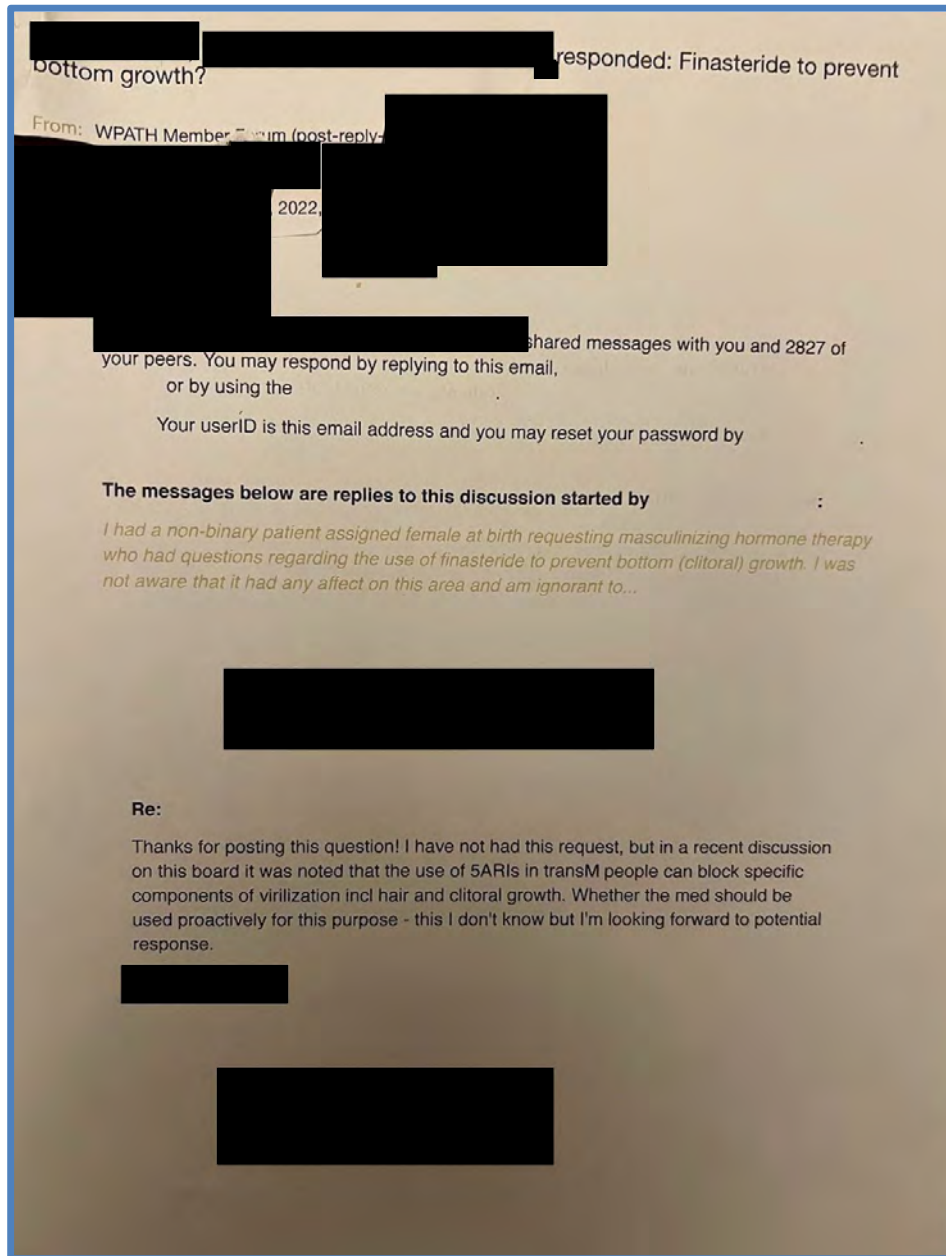 responded: Finasteride to prevent
bottom growth?
From: WPATH Member (post-reply-
2022,
shared messages with you and 2827 of
your peers. You may respond by replying to this email,
or by using the .
Your userID is this email address and you may reset your password by .
The messages below are replies to this discussion started by :
I had a non-binary patient assigned female at birth requesting masculinizing hormone therapy
who had questions regarding the use of finasteride to prevent bottom (clitoral) growth. I was
not aware that it had any affect on this area and am ignorant to...
Re:
Thanks for posting this question! I have not had this request, but in a recent discussion
on this board it was noted that the use of 5ARIs in transM people can block specific
components of virilization incl hair and clitoral growth. Whether the med should be
used proactively for this purpose - this I don't know but I'm looking forward to potential
response.